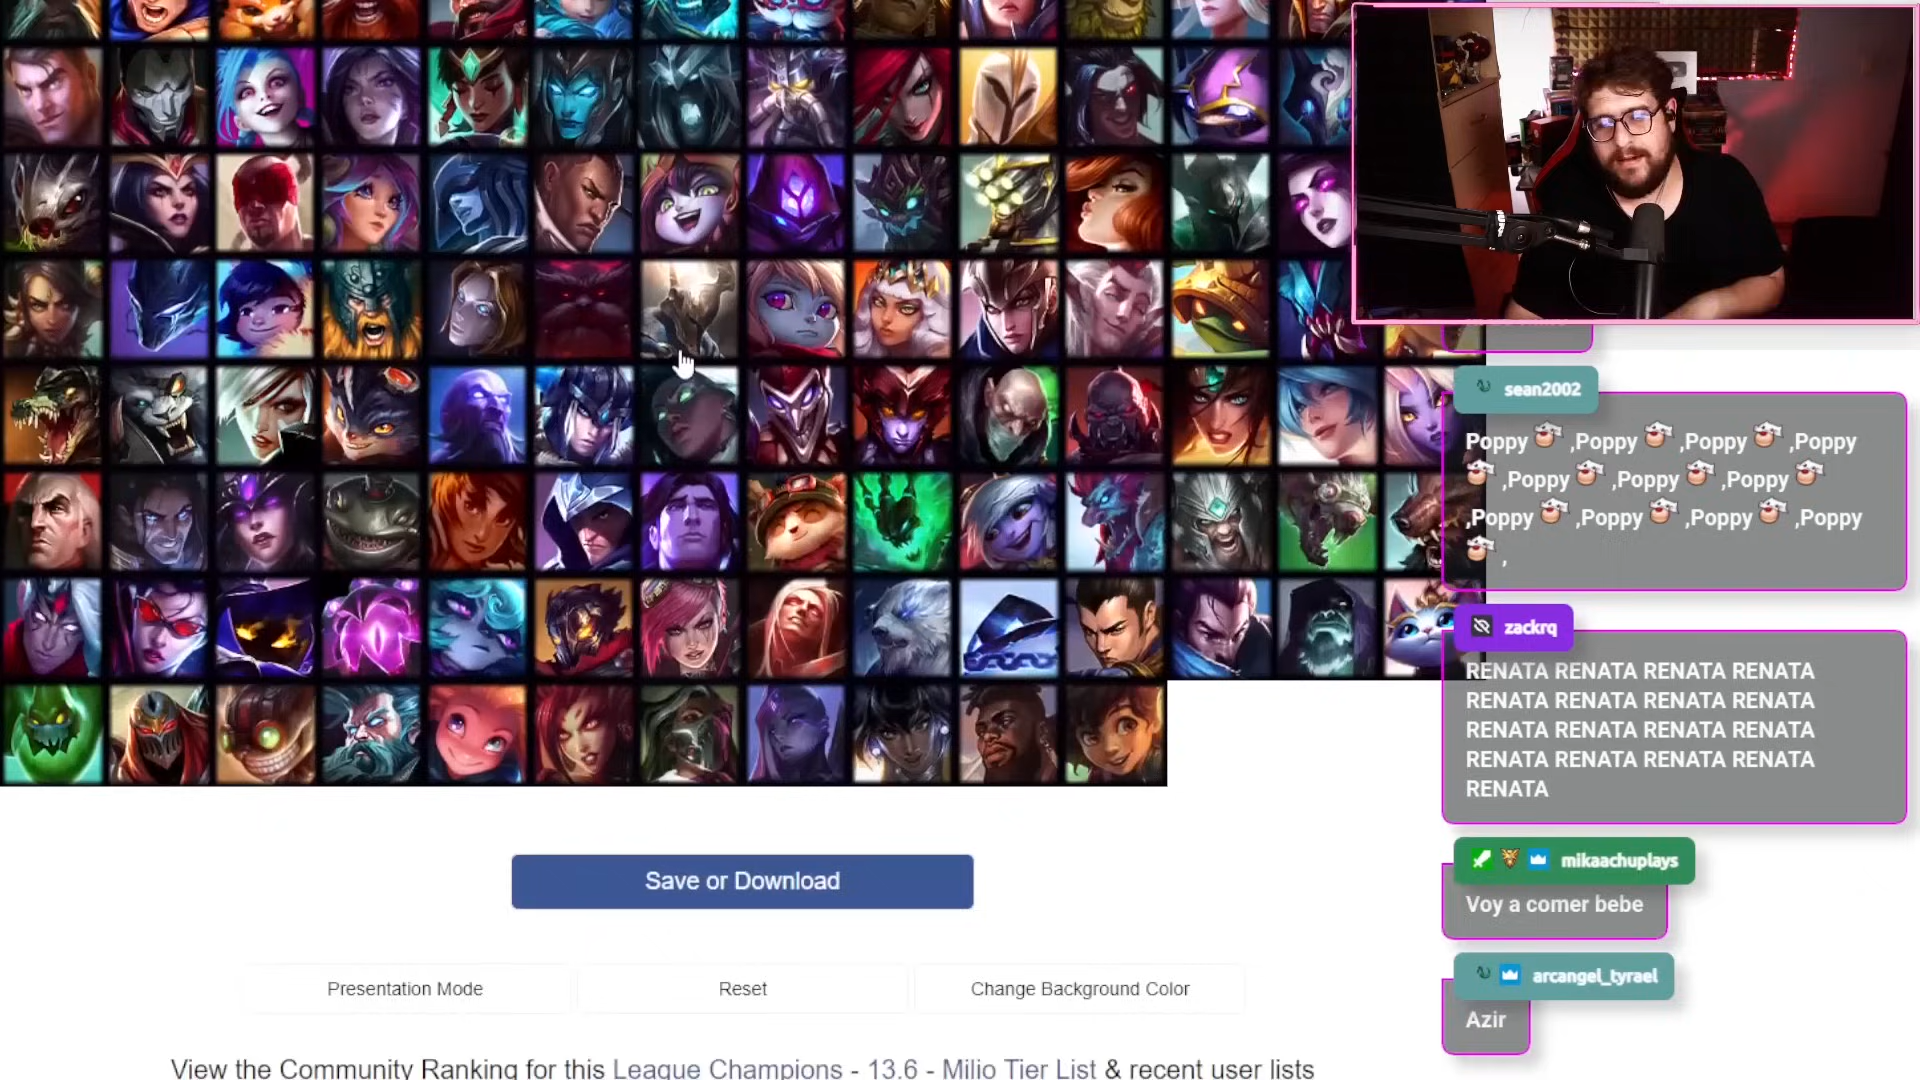 sean2002
Poppy ,Poppy ,Poppy ,Poppy
,Poppy ,Poppy ,Poppy
,Poppy ,Poppy ,Poppy ,Poppy
,
zackrq
RENATA RENATA RENATA RENATA
RENATA RENATA RENATA RENATA
RENATA RENATA RENATA RENATA
RENATA RENATA RENATA RENATA
RENATA
mikaachuplays
Voy a comer bebe
arcangel_tyrael
Azir
Save or Download
Presentation Mode
Reset
Change Background Color
View the Community Ranking for this League Champions - 13.6 - Milio Tier List & recent user lists